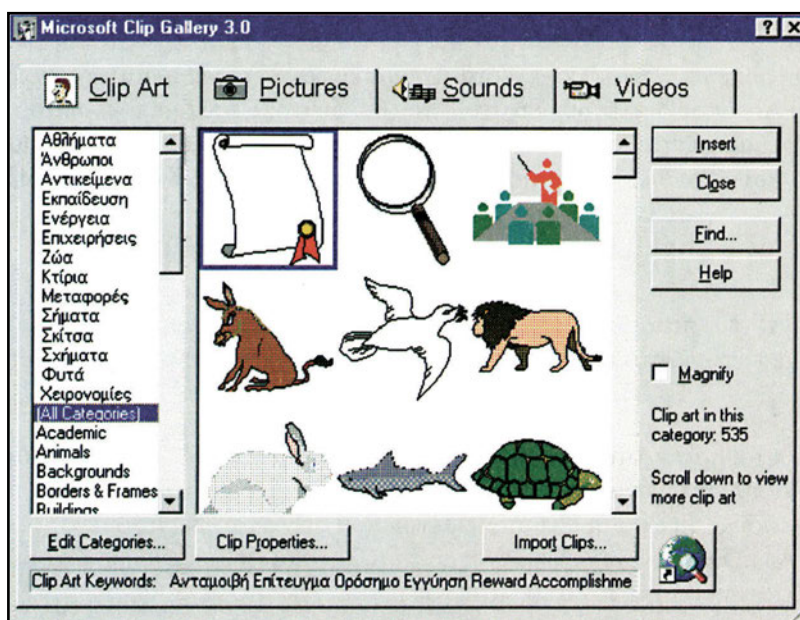 Microsoft Clip Gallery 3.0
Clip Art
Pictures
Sounds
Videos
Αθλήματα
Άνθρωποι
Αντικείμενα
Εκπαίδευση
Ενέργεια
Επιχειρήσεις
Ζώα
Κτίρια
Μεταφορές
Σήματα
Σκίτσα
Σχήματα
Φυτά
Χειρονομίες
(All Categories)
Academic
Animals
Backgrounds
Borders & Frames
Buildings
Insert
Close
Find...
Help
Magnify
Clip art in this
category: 535
Scroll down to view
more clip art
Edit Categories...
Clip Properties...
Import Clips...
Clip Art Keywords: Ανταμοιβή Επίτευγμα Ορόσημο Εγγύηση Reward Accomplishme